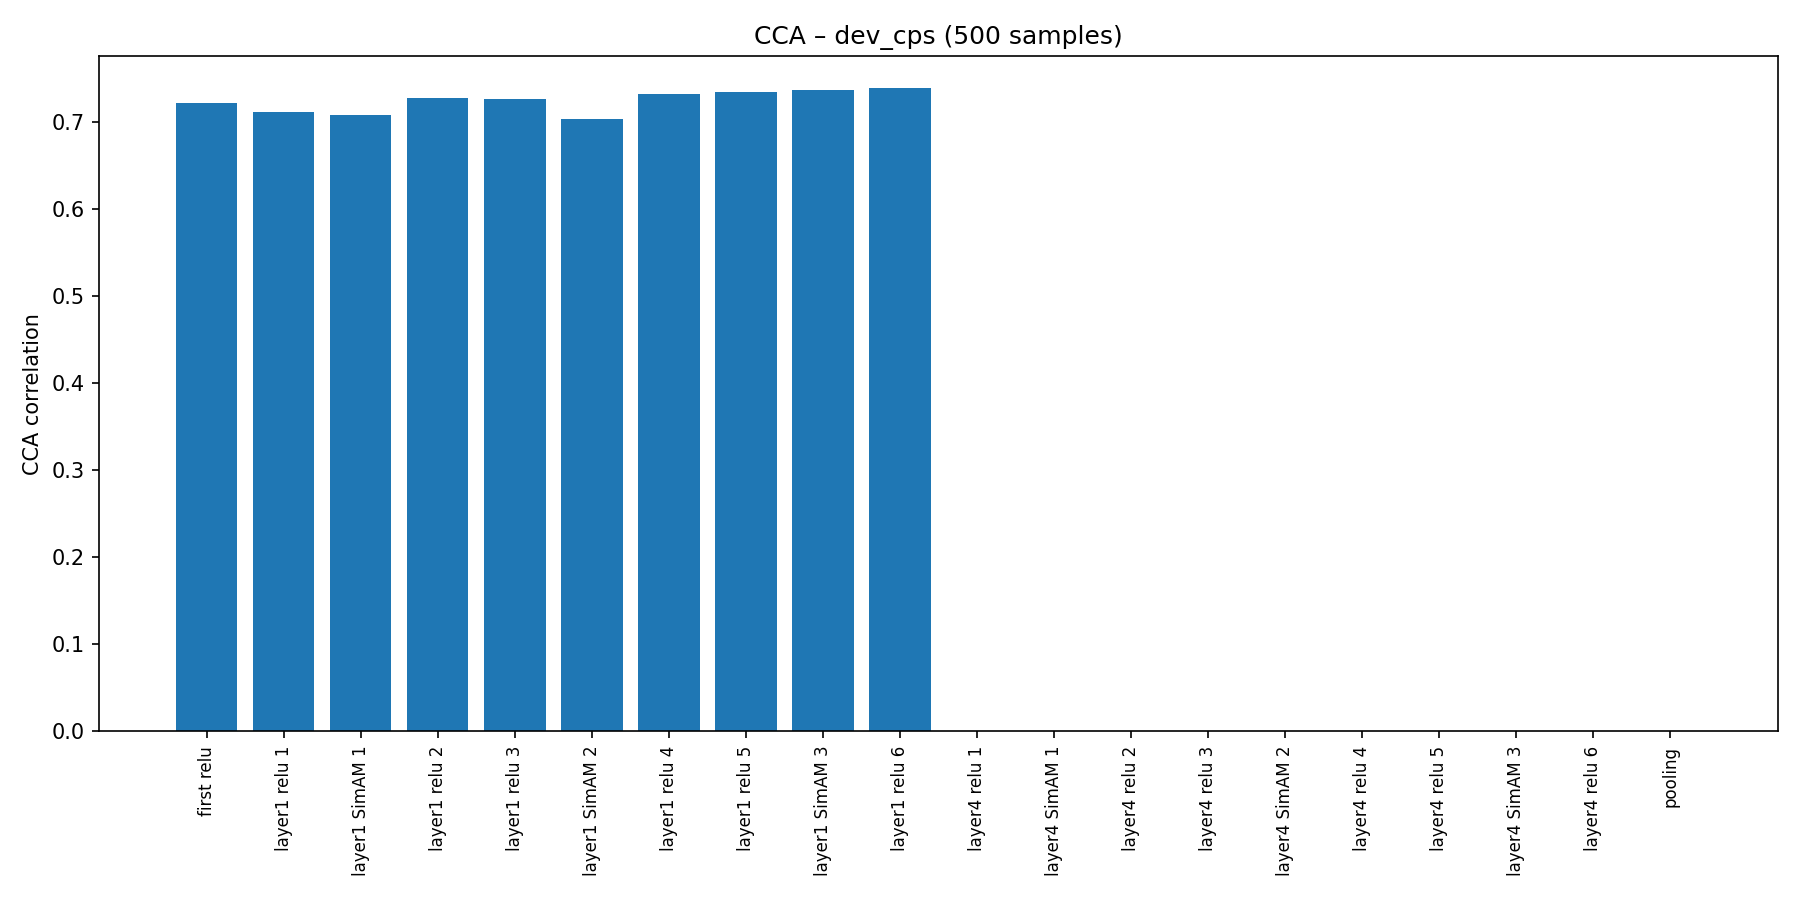 CCA – dev_cps (500 samples)
CCA correlation
0.7
0.6
0.5
0.4
0.3
0.2
0.1
0.0
first relu
layer1 relu 1
layer1 SimAM 1
layer1 relu 2
layer1 relu 3
layer1 SimAM 2
layer1 relu 4
layer1 relu 5
layer1 SimAM 3
layer1 relu 6
layer4 relu 1
layer4 SimAM 1
layer4 relu 2
layer4 relu 3
layer4 SimAM 2
layer4 relu 4
layer4 relu 5
layer4 SimAM 3
layer4 relu 6
pooling